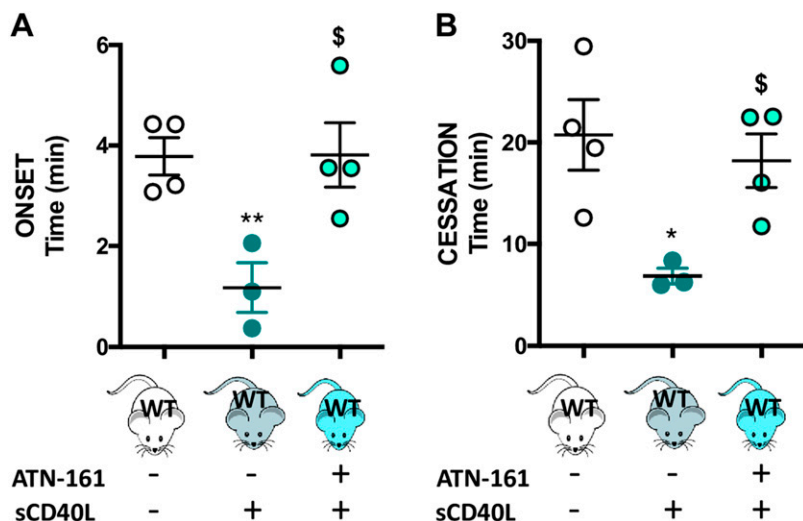 A
ONSET
Time (min)
6
4
2
0
**
$
WT WT WT
ATN-161 - - +
sCD40L - + +
B
CESSATION
Time (min)
30
20
10
0
*
$
WT WT WT
ATN-161 - - +
sCD40L - + +